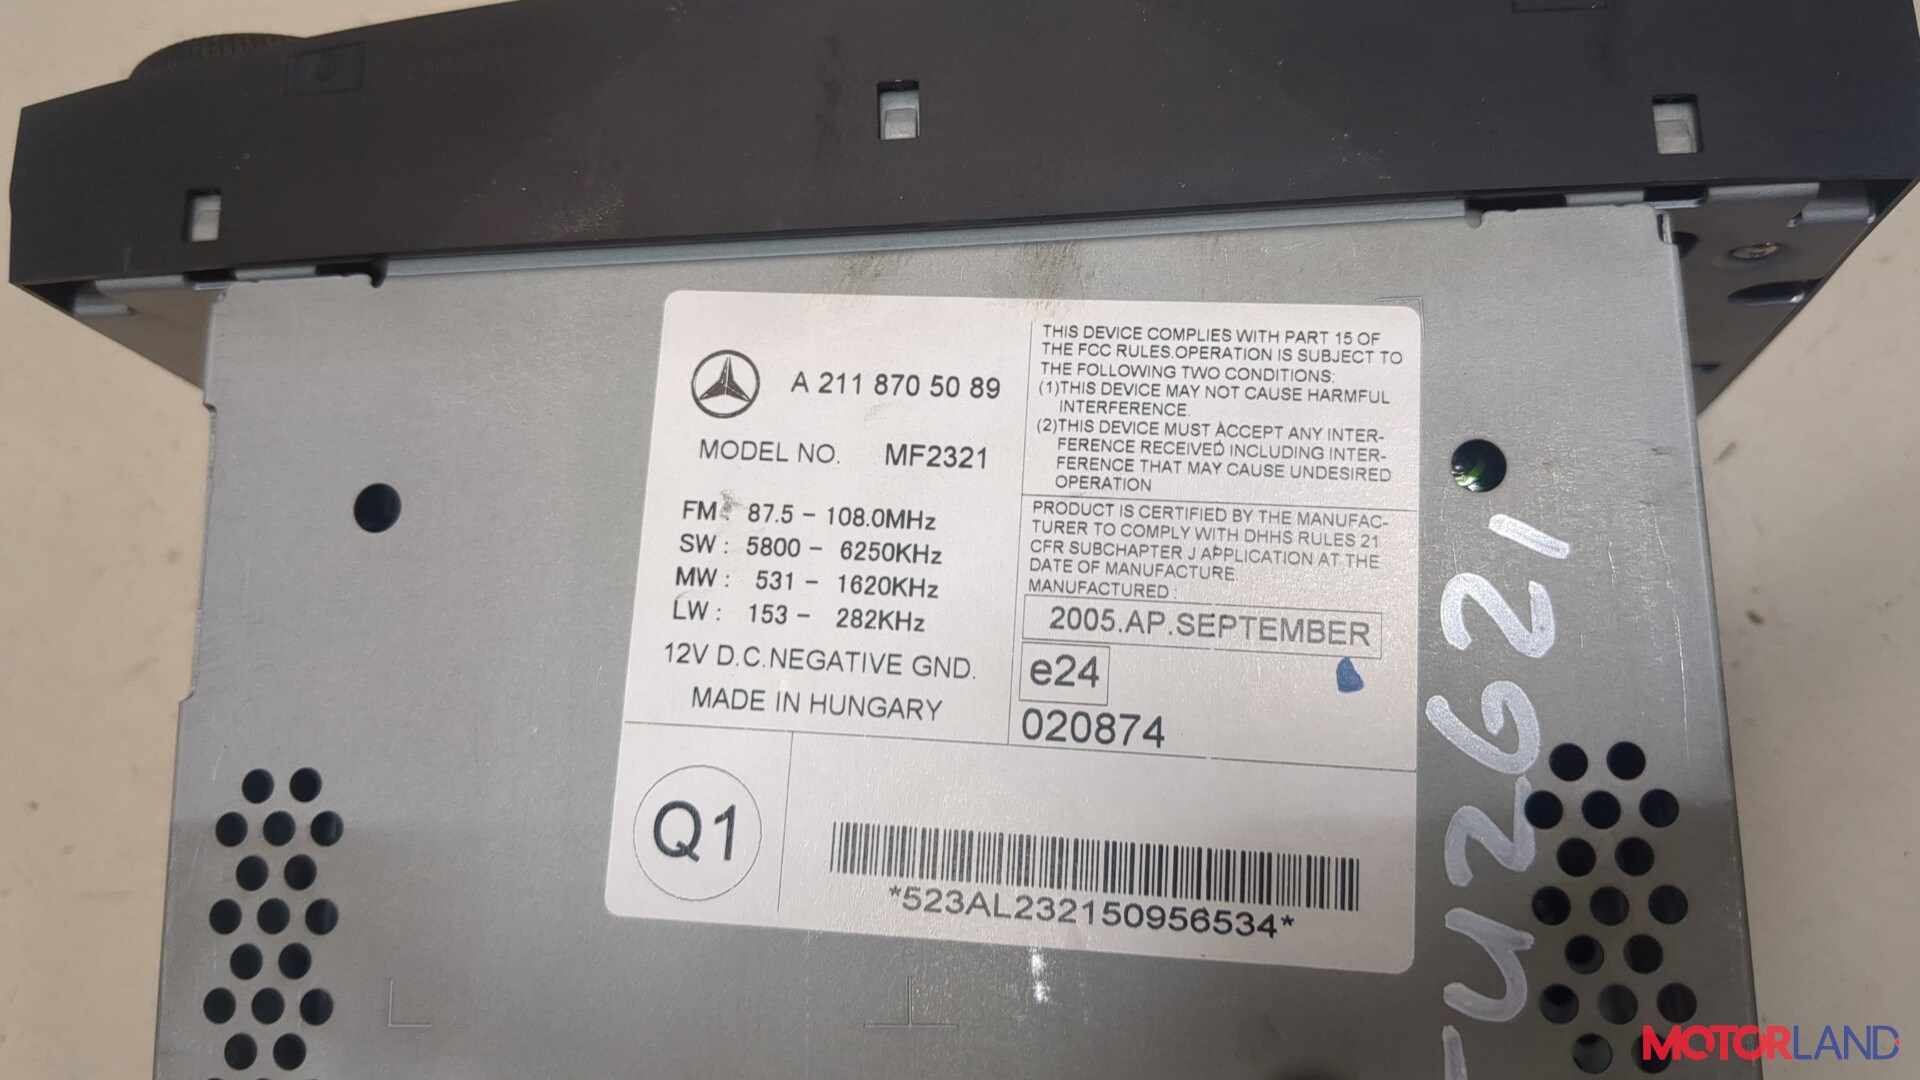 A 211 870 50 89
MODEL NO. MF2321
FM : 87.5 - 108.0MHz
SW : 5800 - 6250KHz
MW : 531 - 1620KHz
LW : 153 - 282KHz
12V D.C.NEGATIVE GND.
MADE IN HUNGARY
THIS DEVICE COMPLIES WITH PART 15 OF
THE FCC RULES.OPERATION IS SUBJECT TO
THE FOLLOWING TWO CONDITIONS:
(1)THIS DEVICE MAY NOT CAUSE HARMFUL
INTERFERENCE.
(2)THIS DEVICE MUST ACCEPT ANY INTER-
FERENCE RECEIVED INCLUDING INTER-
FERENCE THAT MAY CAUSE UNDESIRED
OPERATION
PRODUCT IS CERTIFIED BY THE MANUFAC-
TURER TO COMPLY WITH DHHS RULES 21
CFR SUBCHAPTER J APPLICATION AT THE
DATE OF MANUFACTURE.
MANUFACTURED :
2005.AP.SEPTEMBER
e24
020874
Q1
*523AL232150956534*
MOTORLAND